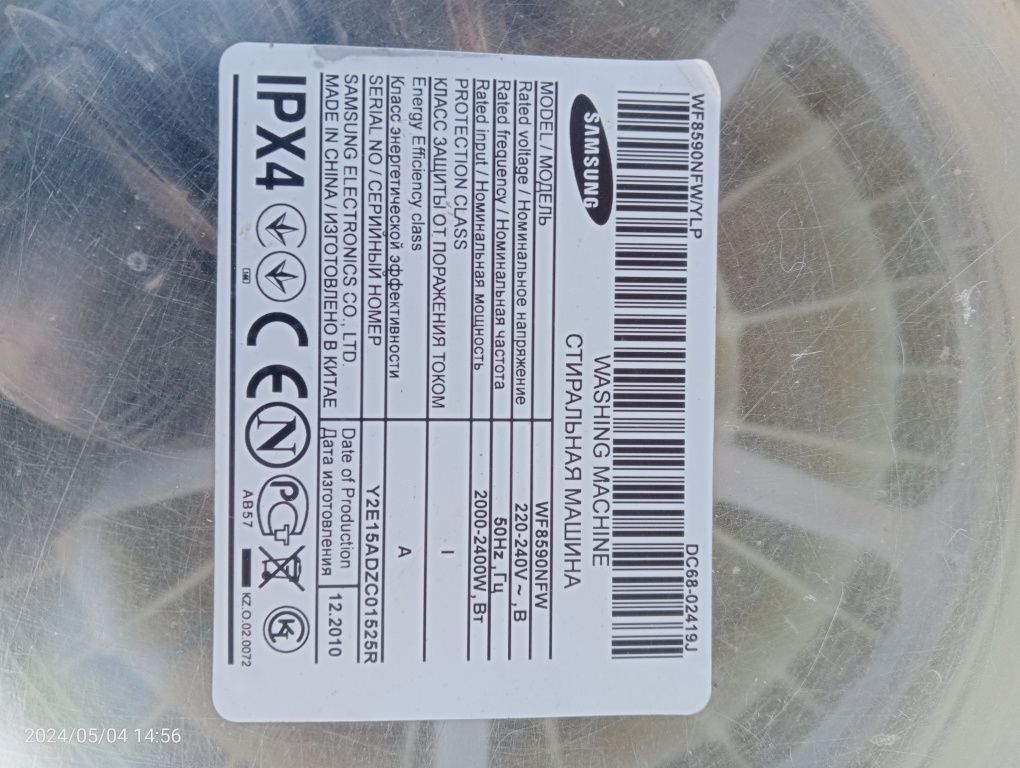 WF8590NFW/YLP
DC68-02419J
SAMSUNG
WASHING MACHINE
СТИРАЛЬНАЯ МАШИНА
MODEL / МОДЕЛЬ WF8590NFW
Rated voltage / Номинальное напряжение 220-240V ~ , В
Rated frequency / Номинальная частота 50Hz , Гц
Rated input / Номинальная мощность 2000-2400W , Вт
PROTECTION CLASS
КЛАСС ЗАЩИТЫ ОТ ПОРАЖЕНИЯ ТОКОМ I
Energy Efficiency class
Класс энергетической эффективности A
SERIAL NO / СЕРИЙНЫЙ НОМЕР Y2E15ADZC01525R
SAMSUNG ELECTRONICS CO., LTD. Date of Production
MADE IN CHINA / ИЗГОТОВЛЕНО В КИТАЕ Дата изготовления 12.2010
IPX4 CE N
АВ57
KZ.O.02.0072
2024/05/04 14:56